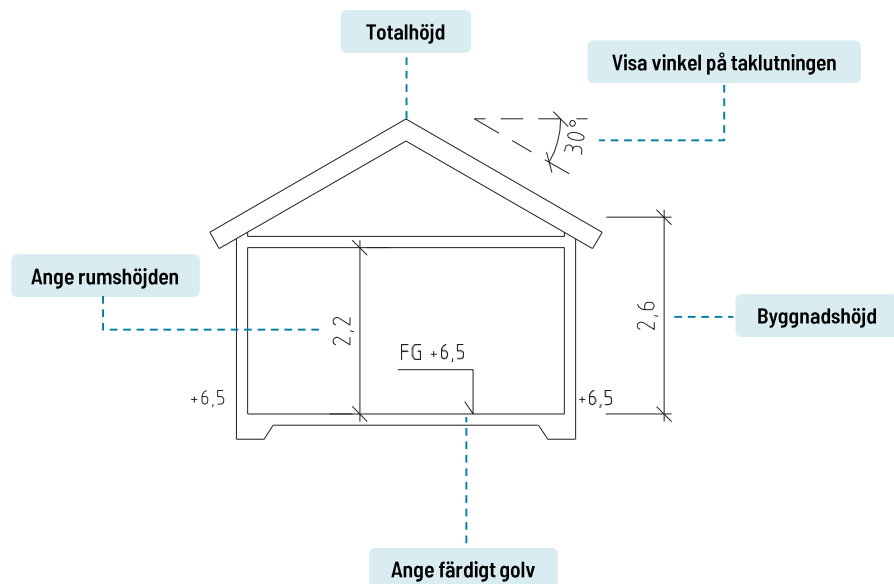 Totalhöjd
Visa vinkel på taklutningen
30°
Ange rumshöjden
2,2
2,6
Byggnadshöjd
FG +6,5
+6,5
+6,5
Ange färdigt golv